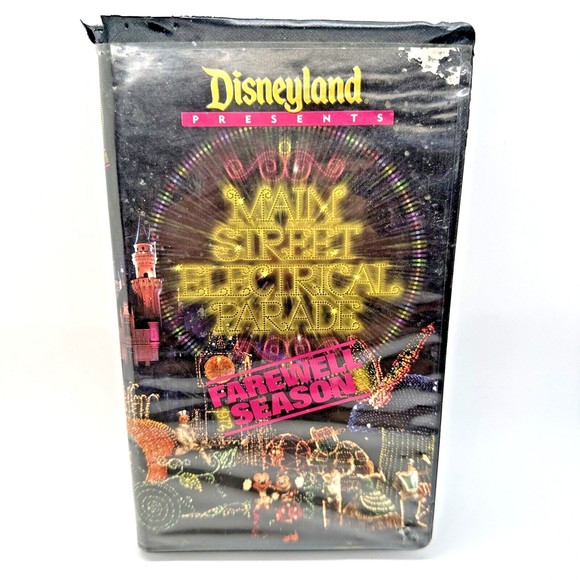 Disneyland
PRESENTS
MAIN
STREET
ELECTRICAL
PARADE
FAREWELL
SEASON